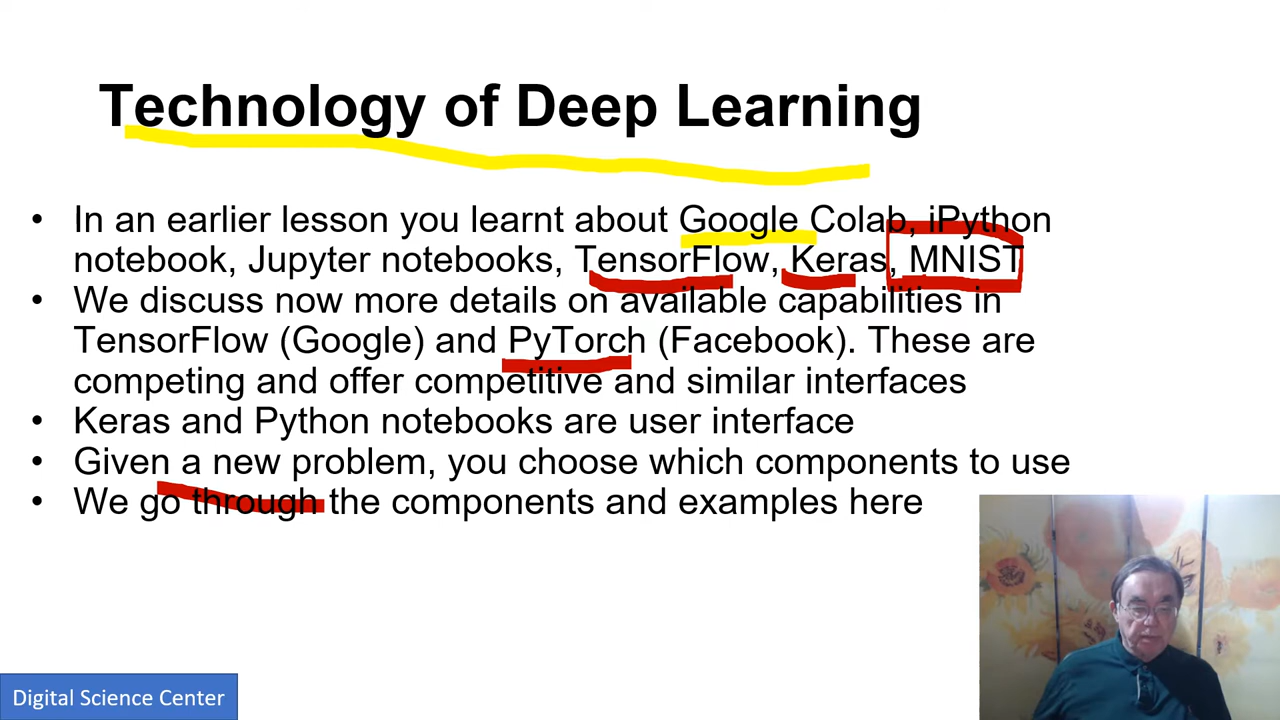 Technology of Deep Learning
• In an earlier lesson you learnt about Google Colab, iPython
notebook, Jupyter notebooks, TensorFlow, Keras, MNIST
• We discuss now more details on available capabilities in
TensorFlow (Google) and PyTorch (Facebook). These are
competing and offer competitive and similar interfaces
• Keras and Python notebooks are user interface
• Given a new problem, you choose which components to use
• We go through the components and examples here
Digital Science Center